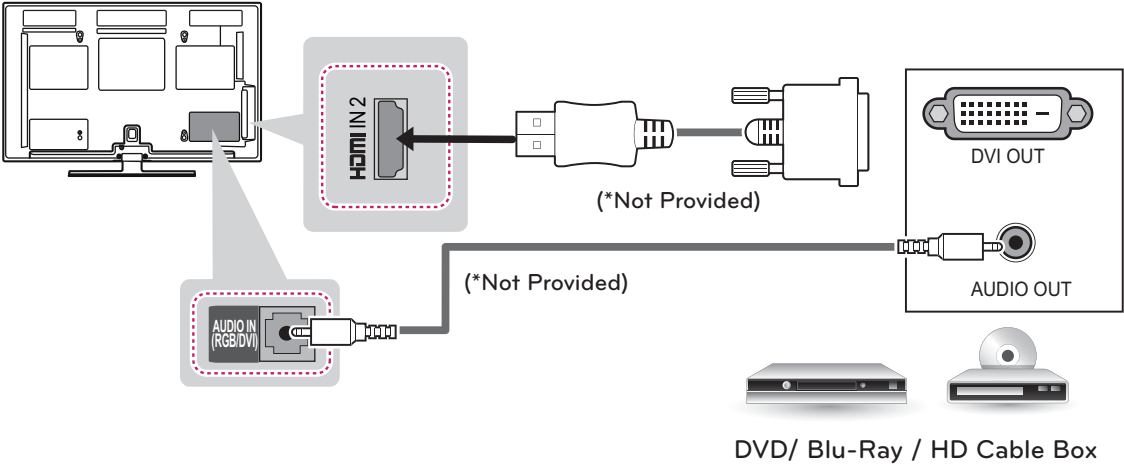 HDMI IN 2
DVI OUT
(*Not Provided)
(*Not Provided)
AUDIO OUT
AUDIO IN
(RGB/DVI)
DVD/ Blu-Ray / HD Cable Box